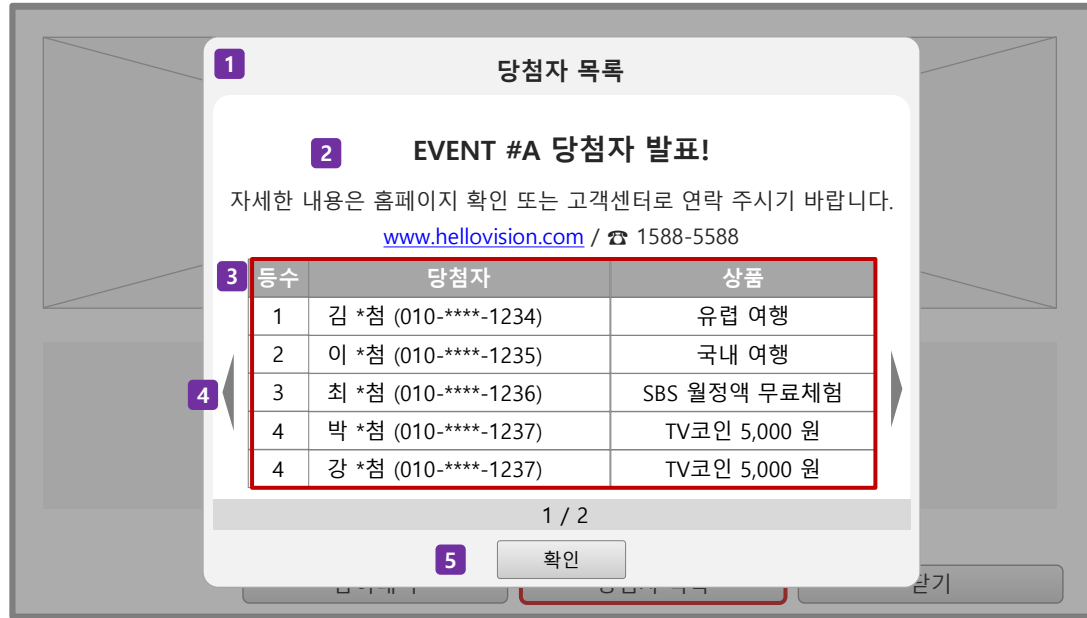 1
당첨자 목록
2
EVENT #A 당첨자 발표!
자세한 내용은 홈페이지 확인 또는 고객센터로 연락 주시기 바랍니다.
www.hellovision.com / ☎ 1588-5588
3
등수 당첨자 상품
1 김 *첨 (010-****-1234) 유렵 여행
2 이 *첨 (010-****-1235) 국내 여행
4
3 최 *첨 (010-****-1236) SBS 월정액 무료체험
4 박 *첨 (010-****-1237) TV코인 5,000 원
4 강 *첨 (010-****-1237) TV코인 5,000 원
1 / 2
5
확인
닫기